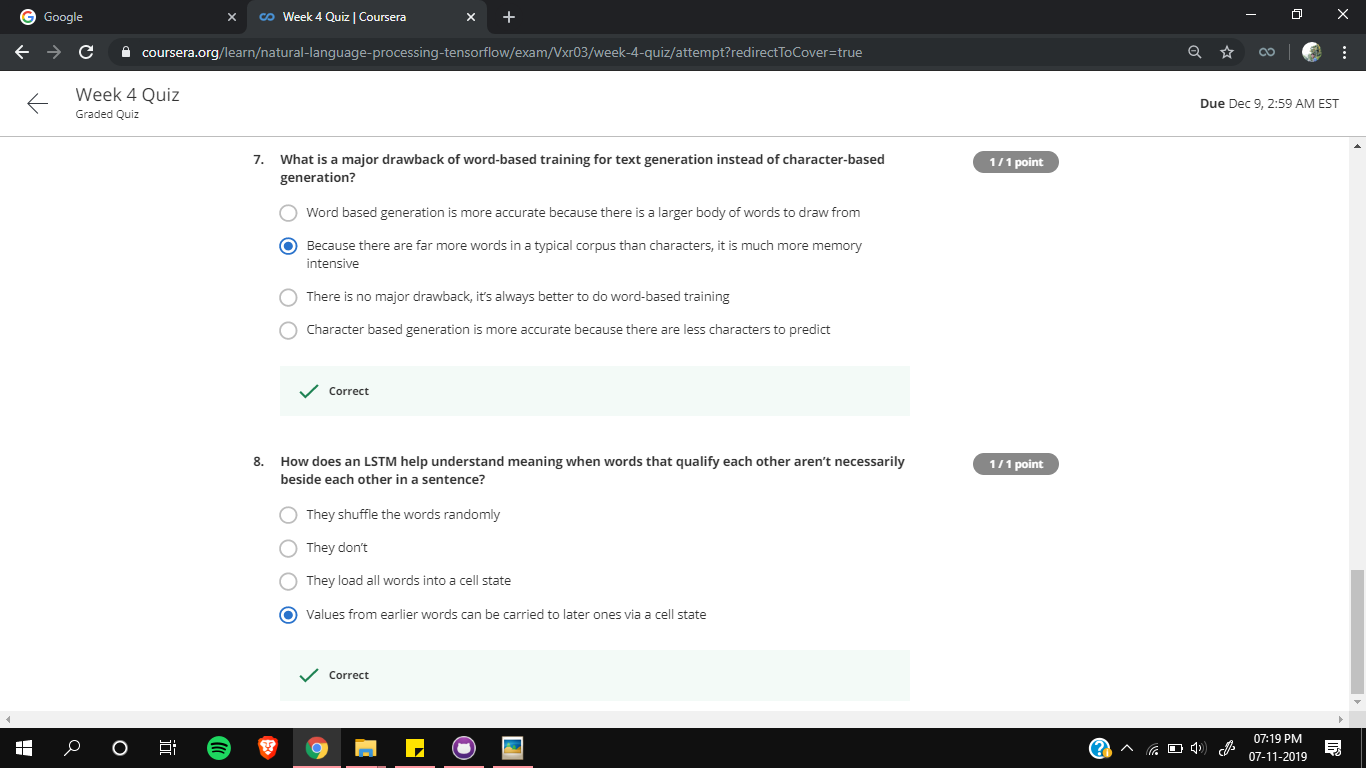 Google
Week 4 Quiz | Coursera
coursera.org/learn/natural-language-processing-tensorflow/exam/Vxr03/week-4-quiz/attempt?redirectToCover=true
Week 4 Quiz
Graded Quiz
Due Dec 9, 2:59 AM EST
7. What is a major drawback of word-based training for text generation instead of character-based
generation?
1 / 1 point
Word based generation is more accurate because there is a larger body of words to draw from
Because there are far more words in a typical corpus than characters, it is much more memory
intensive
There is no major drawback, it’s always better to do word-based training
Character based generation is more accurate because there are less characters to predict
Correct
8. How does an LSTM help understand meaning when words that qualify each other aren’t necessarily
beside each other in a sentence?
1 / 1 point
They shuffle the words randomly
They don’t
They load all words into a cell state
Values from earlier words can be carried to later ones via a cell state
Correct
07:19 PM
07-11-2019